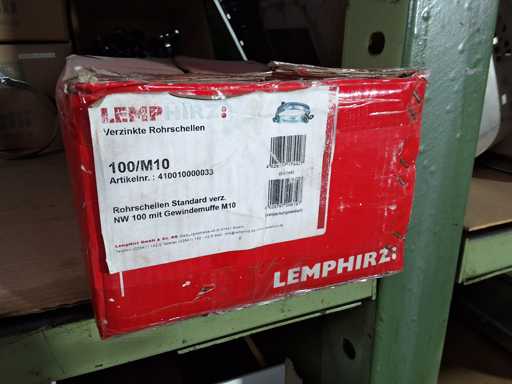 LEMPHIRZ:
Verzinkte Rohrschellen
100/M10
Artikelnr. : 410010000033
Rohrschellen Standard verz.
NW 100 mit Gewindemuffe M10
LEMPHIRZ: